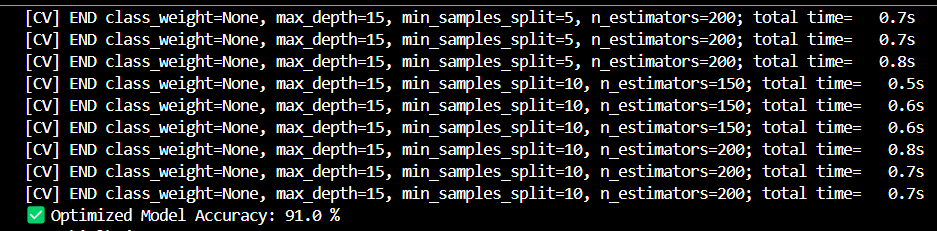 [CV] END class_weight=None, max_depth=15, min_samples_split=5, n_estimators=200; total time=   0.7s
[CV] END class_weight=None, max_depth=15, min_samples_split=5, n_estimators=200; total time=   0.7s
[CV] END class_weight=None, max_depth=15, min_samples_split=5, n_estimators=200; total time=   0.8s
[CV] END class_weight=None, max_depth=15, min_samples_split=10, n_estimators=150; total time=   0.5s
[CV] END class_weight=None, max_depth=15, min_samples_split=10, n_estimators=150; total time=   0.6s
[CV] END class_weight=None, max_depth=15, min_samples_split=10, n_estimators=150; total time=   0.6s
[CV] END class_weight=None, max_depth=15, min_samples_split=10, n_estimators=200; total time=   0.8s
[CV] END class_weight=None, max_depth=15, min_samples_split=10, n_estimators=200; total time=   0.7s
[CV] END class_weight=None, max_depth=15, min_samples_split=10, n_estimators=200; total time=   0.7s
✅ Optimized Model Accuracy: 91.0 %